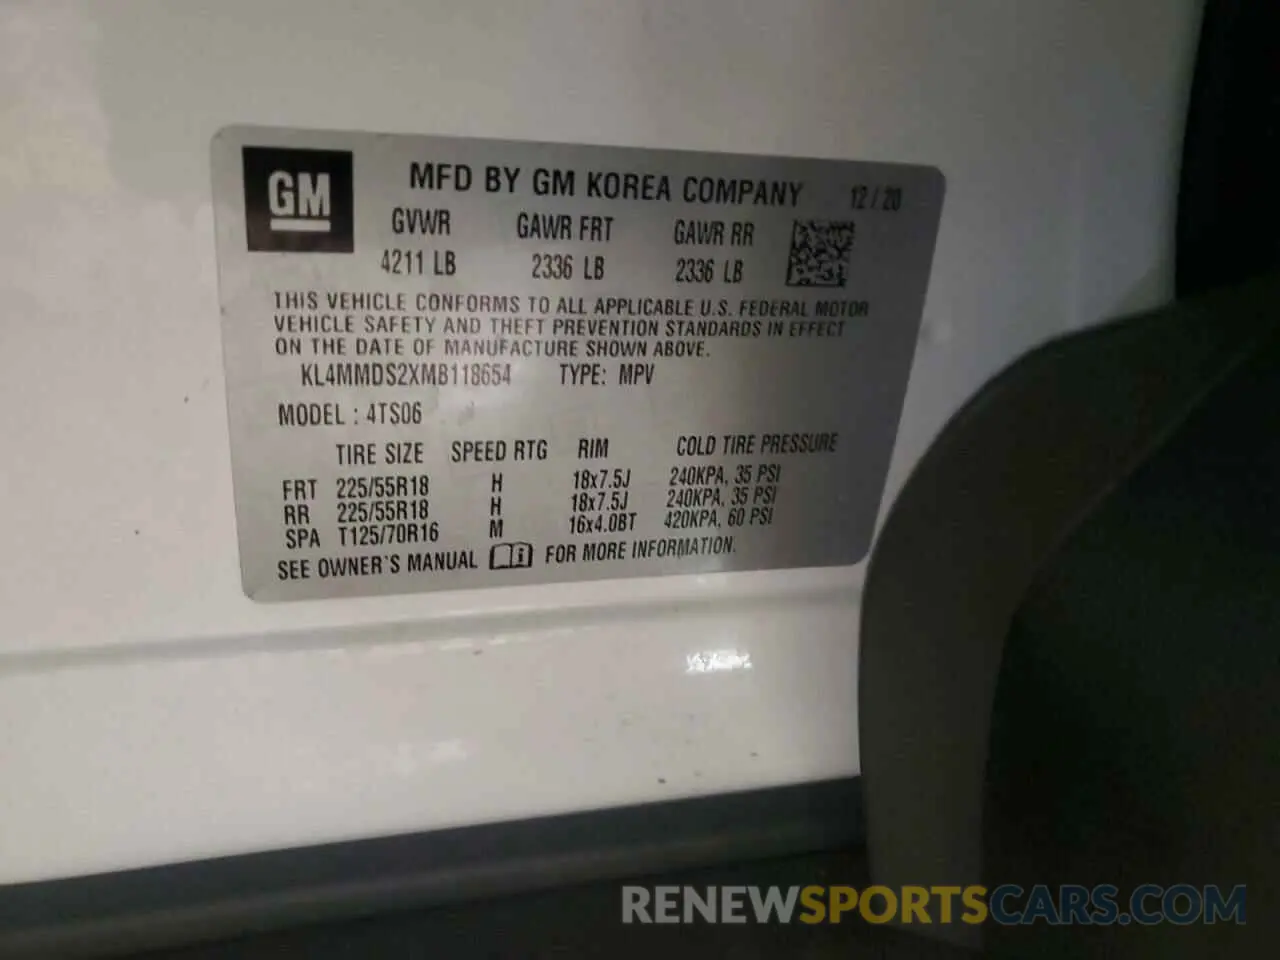 GM
MFD BY GM KOREA COMPANY 12/20
GVWR GAWR FRT GAWR RR
4211 LB 2336 LB 2336 LB
THIS VEHICLE CONFORMS TO ALL APPLICABLE U.S. FEDERAL MOTOR
VEHICLE SAFETY AND THEFT PREVENTION STANDARDS IN EFFECT
ON THE DATE OF MANUFACTURE SHOWN ABOVE.
KL4MMDS2XMB118654 TYPE: MPV
MODEL : 4TS06
TIRE SIZE SPEED RTG RIM COLD TIRE PRESSURE
FRT 225/55R18 H 18x7.5J 240KPA, 35 PSI
RR 225/55R18 H 18x7.5J 240KPA, 35 PSI
SPA T125/70R16 M 16x4.0BT 420KPA, 60 PSI
SEE OWNER'S MANUAL FOR MORE INFORMATION.
RENEWSPORTSCARS.COM